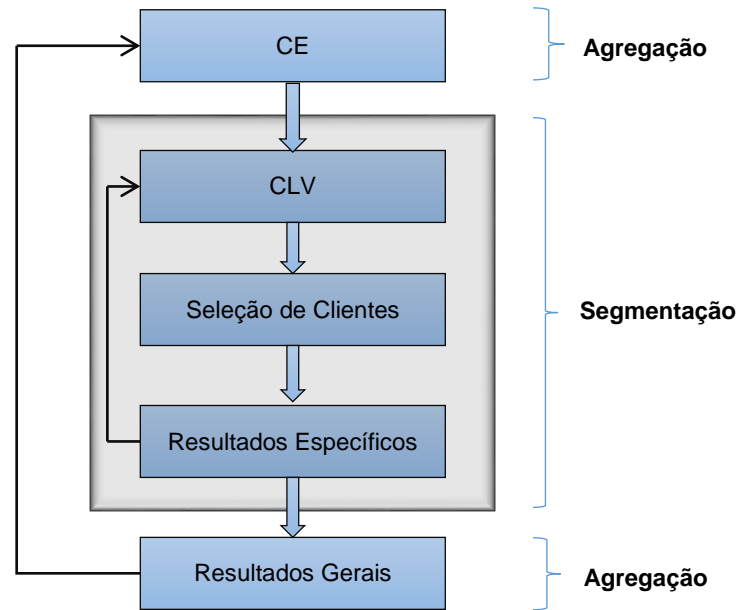 CE
Agregação
CLV
Seleção de Clientes
Segmentação
Resultados Específicos
Resultados Gerais
Agregação